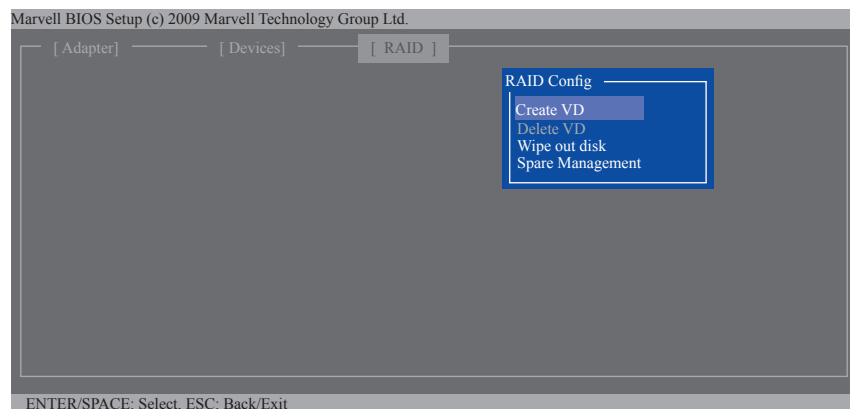 Marvell BIOS Setup (c) 2009 Marvell Technology Group Ltd.
[ Adapter] [ Devices] [ RAID ]
RAID Config
Create VD
Delete VD
Wipe out disk
Spare Management
ENTER/SPACE: Select, ESC: Back/Exit